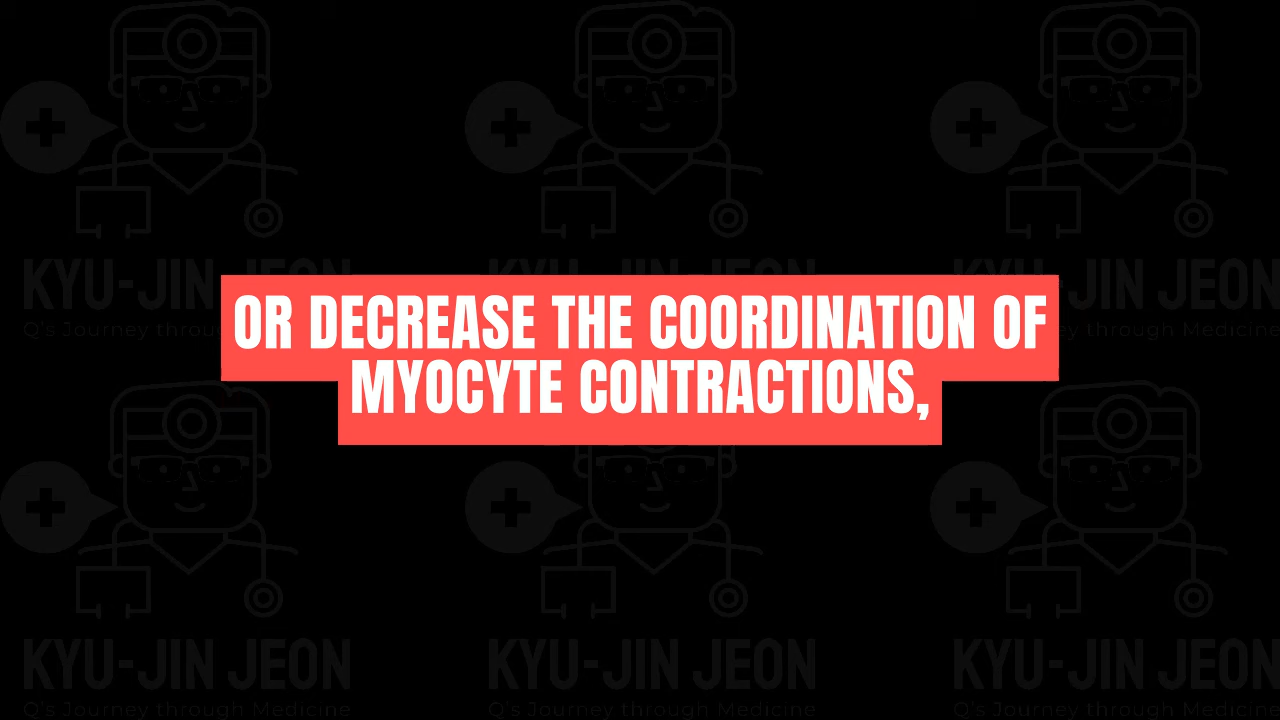 OR DECREASE THE COORDINATION OF
MYOCYTE CONTRACTIONS,
KYU-JIN JEON
Q's Journey through Medicine
KYU-JIN JEON
Q's Journey through Medicine
KYU-JIN JEON
Q's Journey through Medicine